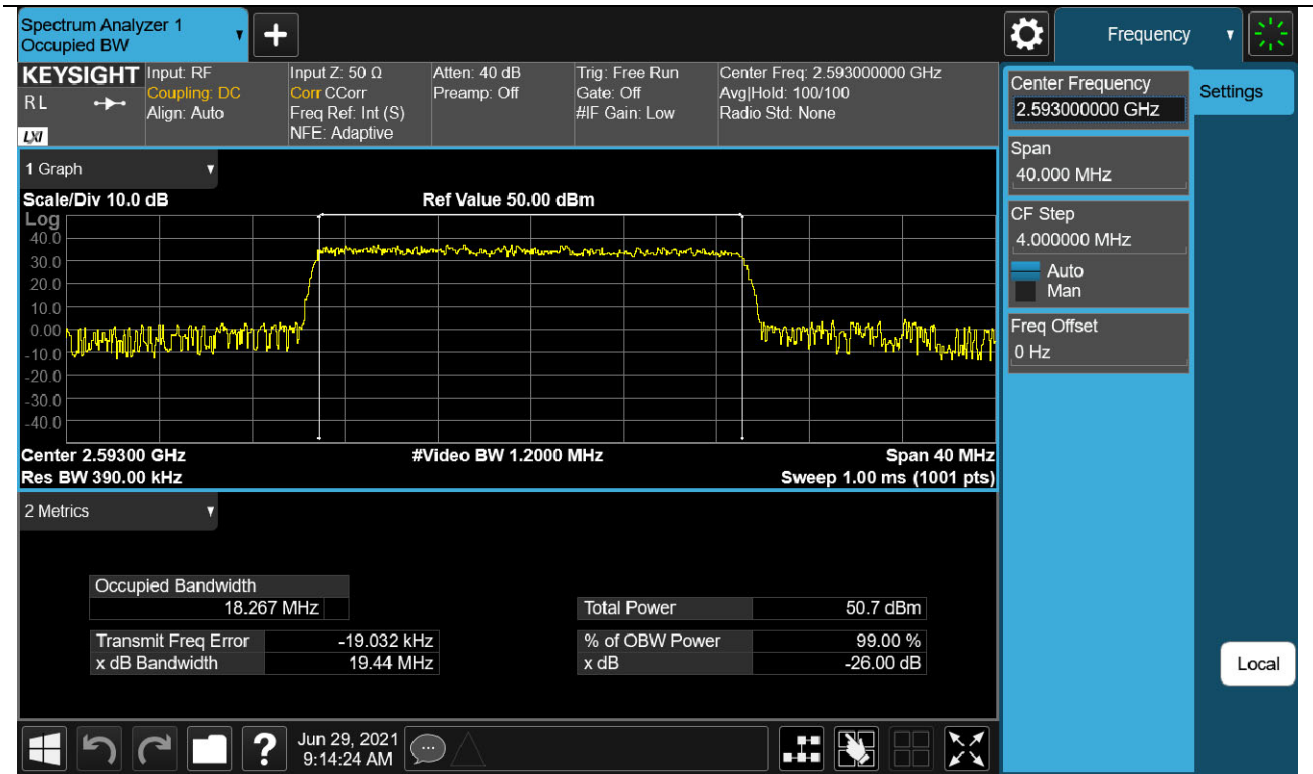 Spectrum Analyzer 1
Occupied BW
Frequency
KEYSIGHT
RL
LXI
Input: RF
Coupling: DC
Align: Auto
Input Z: 50 Ω
Corr CCorr
Freq Ref: Int (S)
NFE: Adaptive
Atten: 40 dB
Preamp: Off
Trig: Free Run
Gate: Off
#IF Gain: Low
Center Freq: 2.593000000 GHz
Avg|Hold: 100/100
Radio Std: None
Center Frequency
2.593000000 GHz
Settings
Span
40.000 MHz
CF Step
4.000000 MHz
Auto
Man
Freq Offset
0 Hz
1 Graph
Scale/Div 10.0 dB
Ref Value 50.00 dBm
Log
40.0
30.0
20.0
10.0
0.00
-10.0
-20.0
-30.0
-40.0
Center 2.59300 GHz
#Video BW 1.2000 MHz
Span 40 MHz
Res BW 390.00 kHz
Sweep 1.00 ms (1001 pts)
2 Metrics
Occupied Bandwidth
18.267 MHz
Total Power 50.7 dBm
Transmit Freq Error -19.032 kHz
% of OBW Power 99.00 %
x dB Bandwidth 19.44 MHz
x dB -26.00 dB
Local
?
Jun 29, 2021
9:14:24 AM